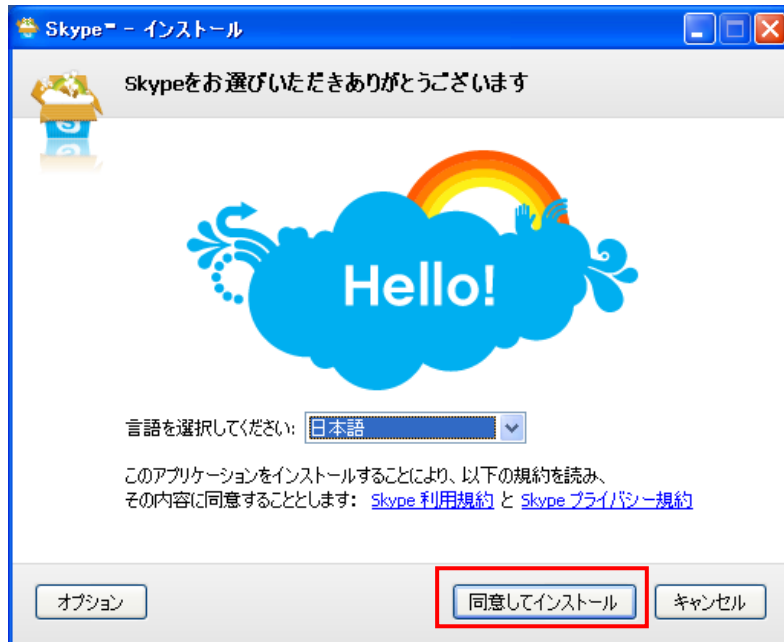 Skype™ - インストール
Skypeをお選びいただきありがとうございます
Hello!
言語を選択してください: 日本語
このアプリケーションをインストールすることにより、以下の規約を読み、
その内容に同意することとします: Skype 利用規約 と Skype プライバシー規約
オプション 同意してインストール キャンセル